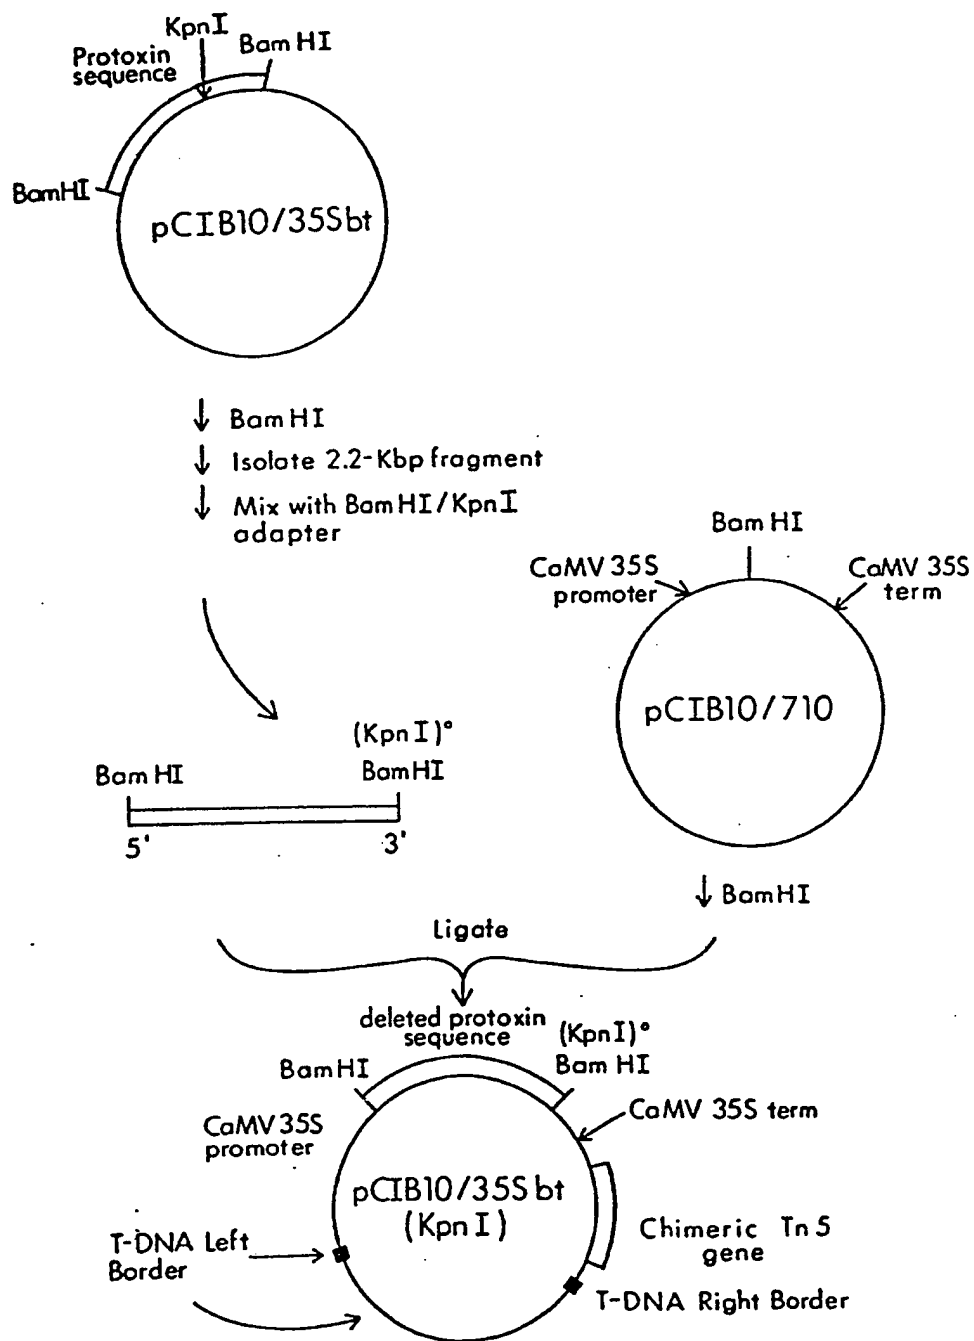 KpnI
Bam HI
Protoxin
sequence
BamHI
pCIB10/35Sbt
Bam HI
Isolate 2.2-Kbp fragment
Mix with BamHI/KpnI
adapter
Bam HI
CaMV 35S
promoter
CaMV 35S
term
pCIB10/710
(KpnI)°
Bam HI
BamHI
5'
3'
BamHI
Ligate
deleted protoxin
sequence
(KpnI)°
BamHI
Bam HI
CaMV 35S term
CaMV 35S
promoter
pCIB10/35Sbt
(KpnI)
Chimeric Tn5
gene
T-DNA Left
Border
T-DNA Right Border